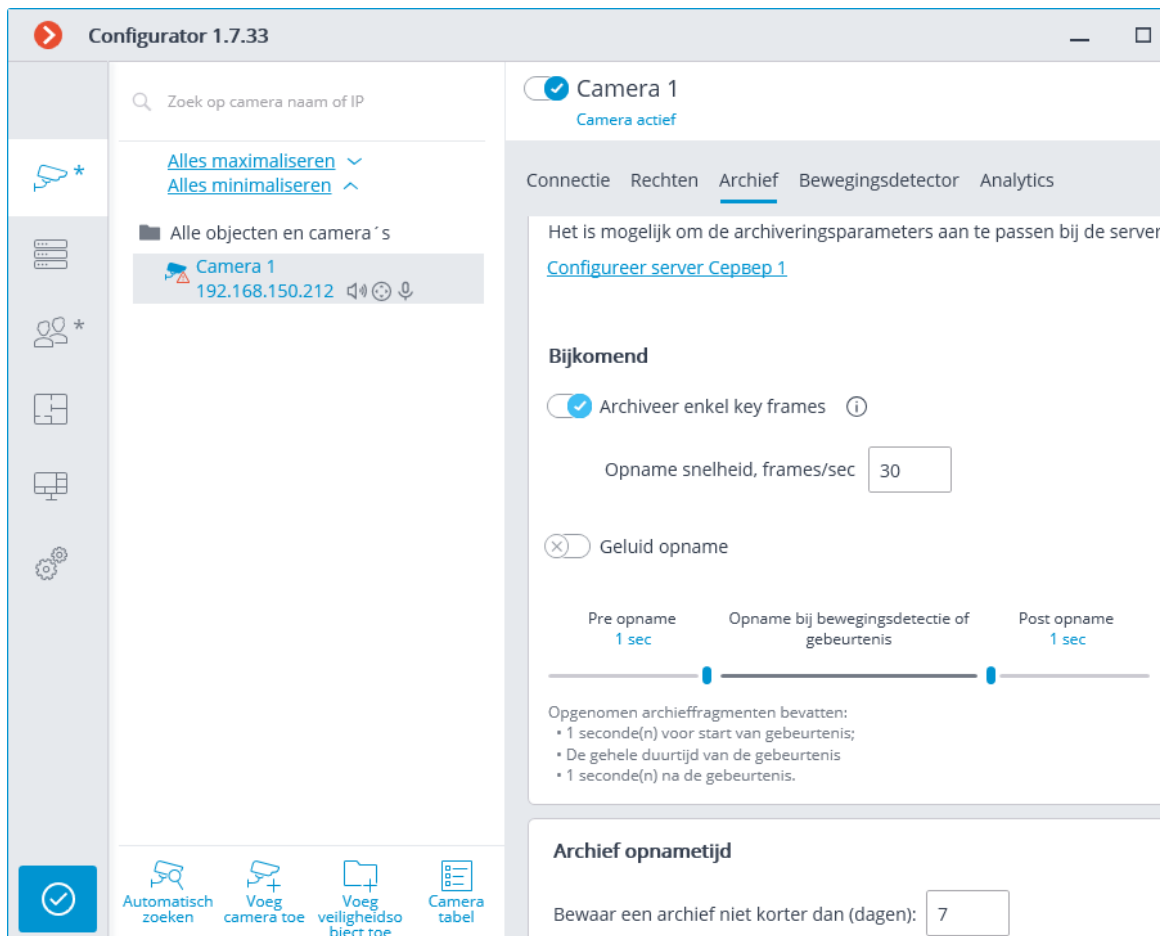 Configurator 1.7.33
Zoek op camera naam of IP
Alles maximaliseren
Alles minimaliseren
Alle objecten en camera´s
Camera 1
192.168.150.212
*
*
Camera 1
Camera actief
Connectie Rechten Archief Bewegingsdetector Analytics
Het is mogelijk om de archiveringsparameters aan te passen bij de server
Configureer server Сервер 1
Bijkomend
Archiveer enkel key frames
Opname snelheid, frames/sec 30
Geluid opname
Pre opname
1 sec
Opname bij bewegingsdetectie of
gebeurtenis
Post opname
1 sec
Opgenomen archieffragmenten bevatten:
• 1 seconde(n) voor start van gebeurtenis;
• De gehele duurtijd van de gebeurtenis
• 1 seconde(n) na de gebeurtenis.
Archief opnametijd
Bewaar een archief niet korter dan (dagen): 7
Automatisch
zoeken
Voeg
camera toe
Voeg
veiligheidso
bject toe
Camera
tabel